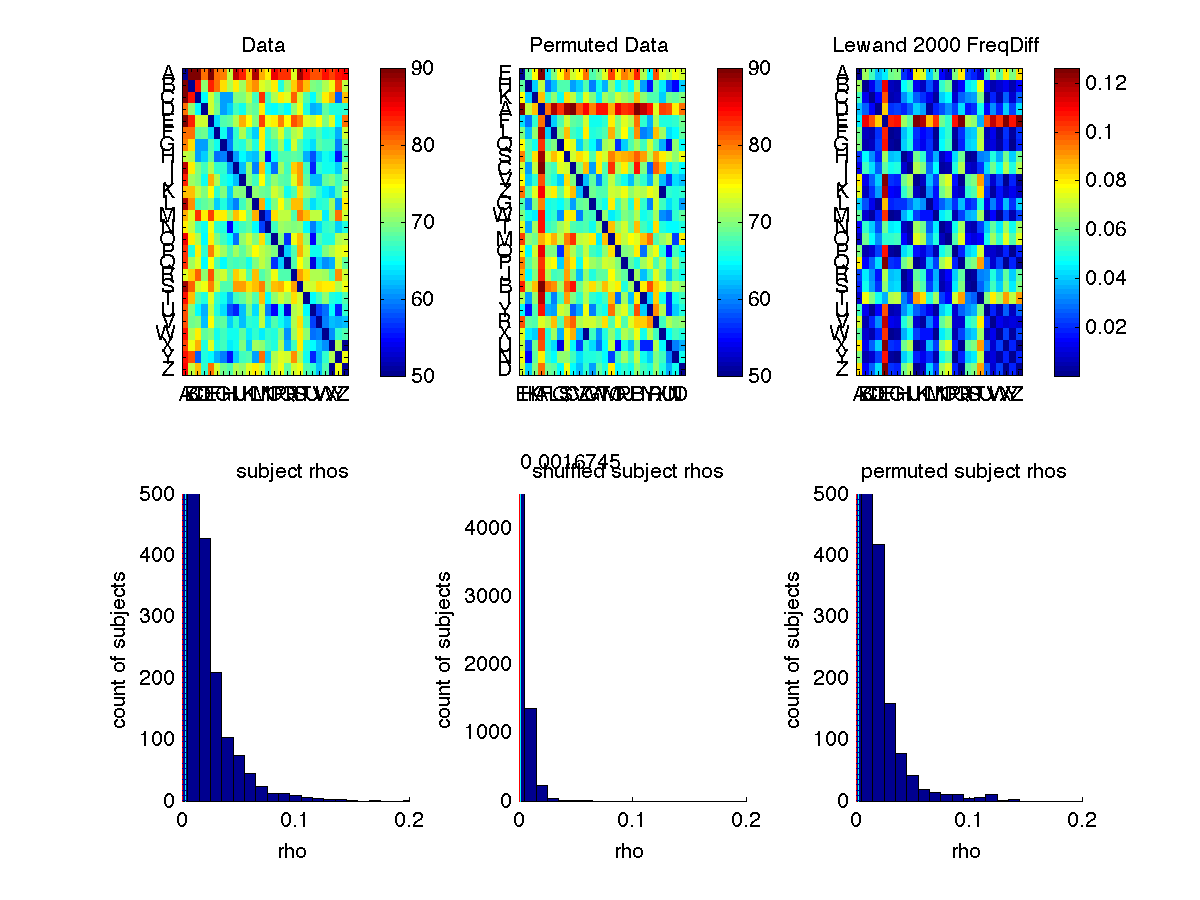 Data
Permuted Data
Lewand 2000 FreqDiff
A
B
C
D
E
G
H
I
K
L
M
N
O
P
Q
R
S
T
U
V
W
X
Y
Z
90
80
70
60
50
E
H
K
A
F
L
O
S
C
V
Z
G
W
T
M
O
P
U
B
J
Y
R
X
N
D
90
80
70
60
50
A
B
C
D
E
G
H
I
K
L
M
N
O
P
Q
R
S
T
U
V
W
X
Y
Z
0.12
0.1
0.08
0.06
0.04
0.02
subject rhos
0.0016745
shuffled subject rhos
permuted subject rhos
count of subjects
500
400
300
200
100
0
0
0.1
0.2
rho
count of subjects
4000
3000
2000
1000
0
0
0.1
0.2
rho
count of subjects
500
400
300
200
100
0
0
0.1
0.2
rho